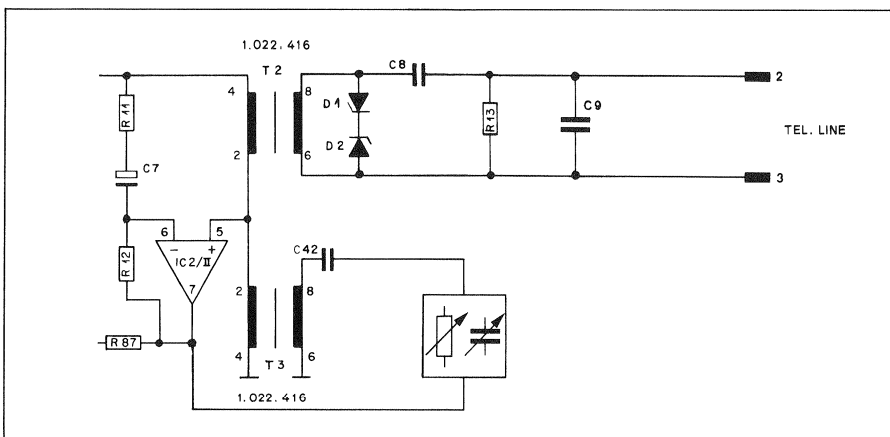 1.022.416
T2
C8
4
8
R11
D1
R13
C9
2
D2
TEL. LINE
2
6
C7
3
6
5
C42
− +
R12
IC2/II
2
8
7
R87
4
6
T3
1.022.416